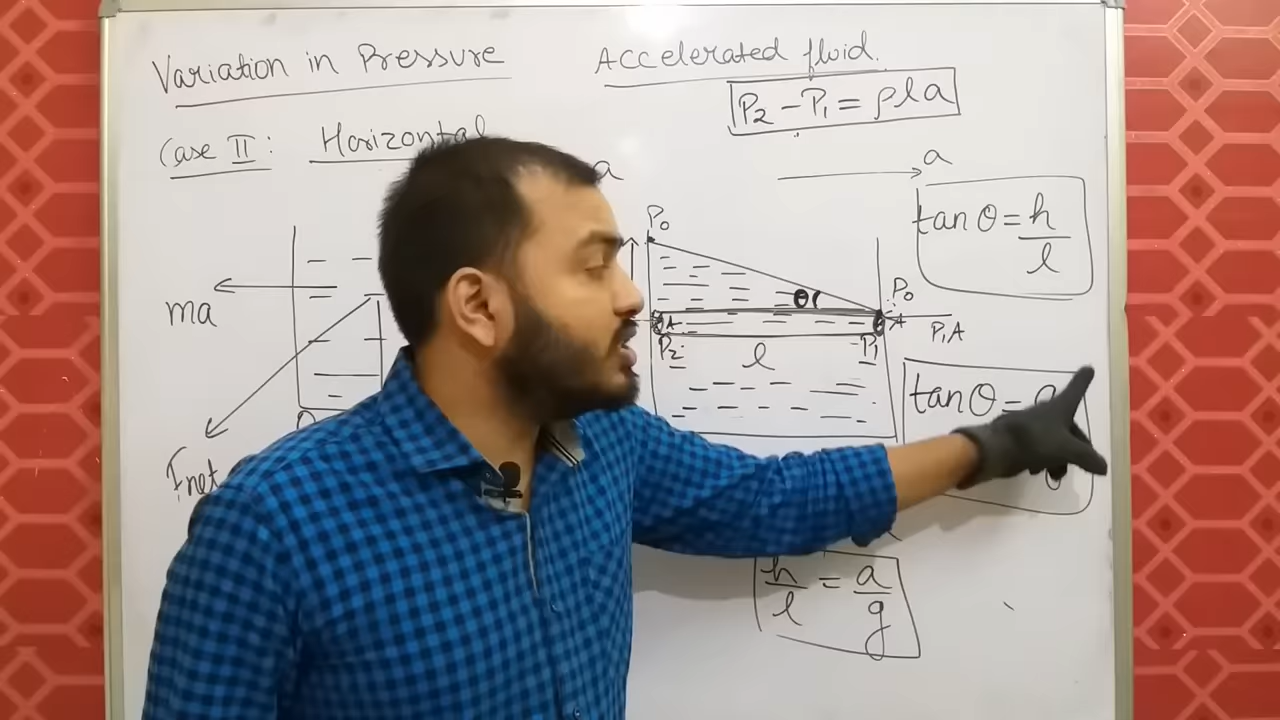 Variation in Pressure
Accelerated fluid.
P₂ - P₁ = ρla
Case II: Horizontal
a
a
tan θ = h/l
P₀
ma
θ
P₀
A
A
P₁A
P₂
l
P₁
tan θ =
Fnet
h/l = a/g